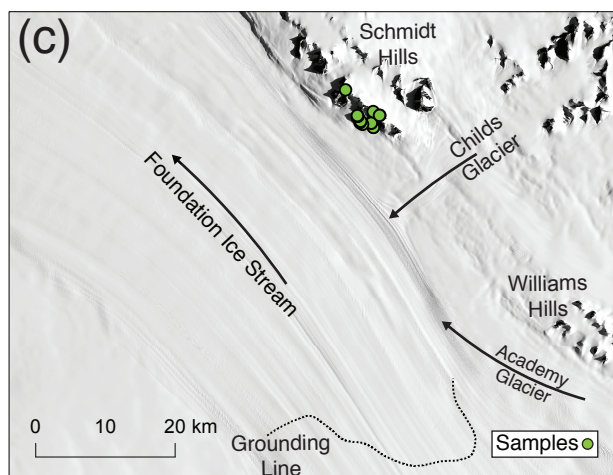 (c)
Schmidt
Hills
Childs
Glacier
Foundation Ice Stream
Williams
Hills
Academy
Glacier
0 10 20 km
Grounding
Line
Samples